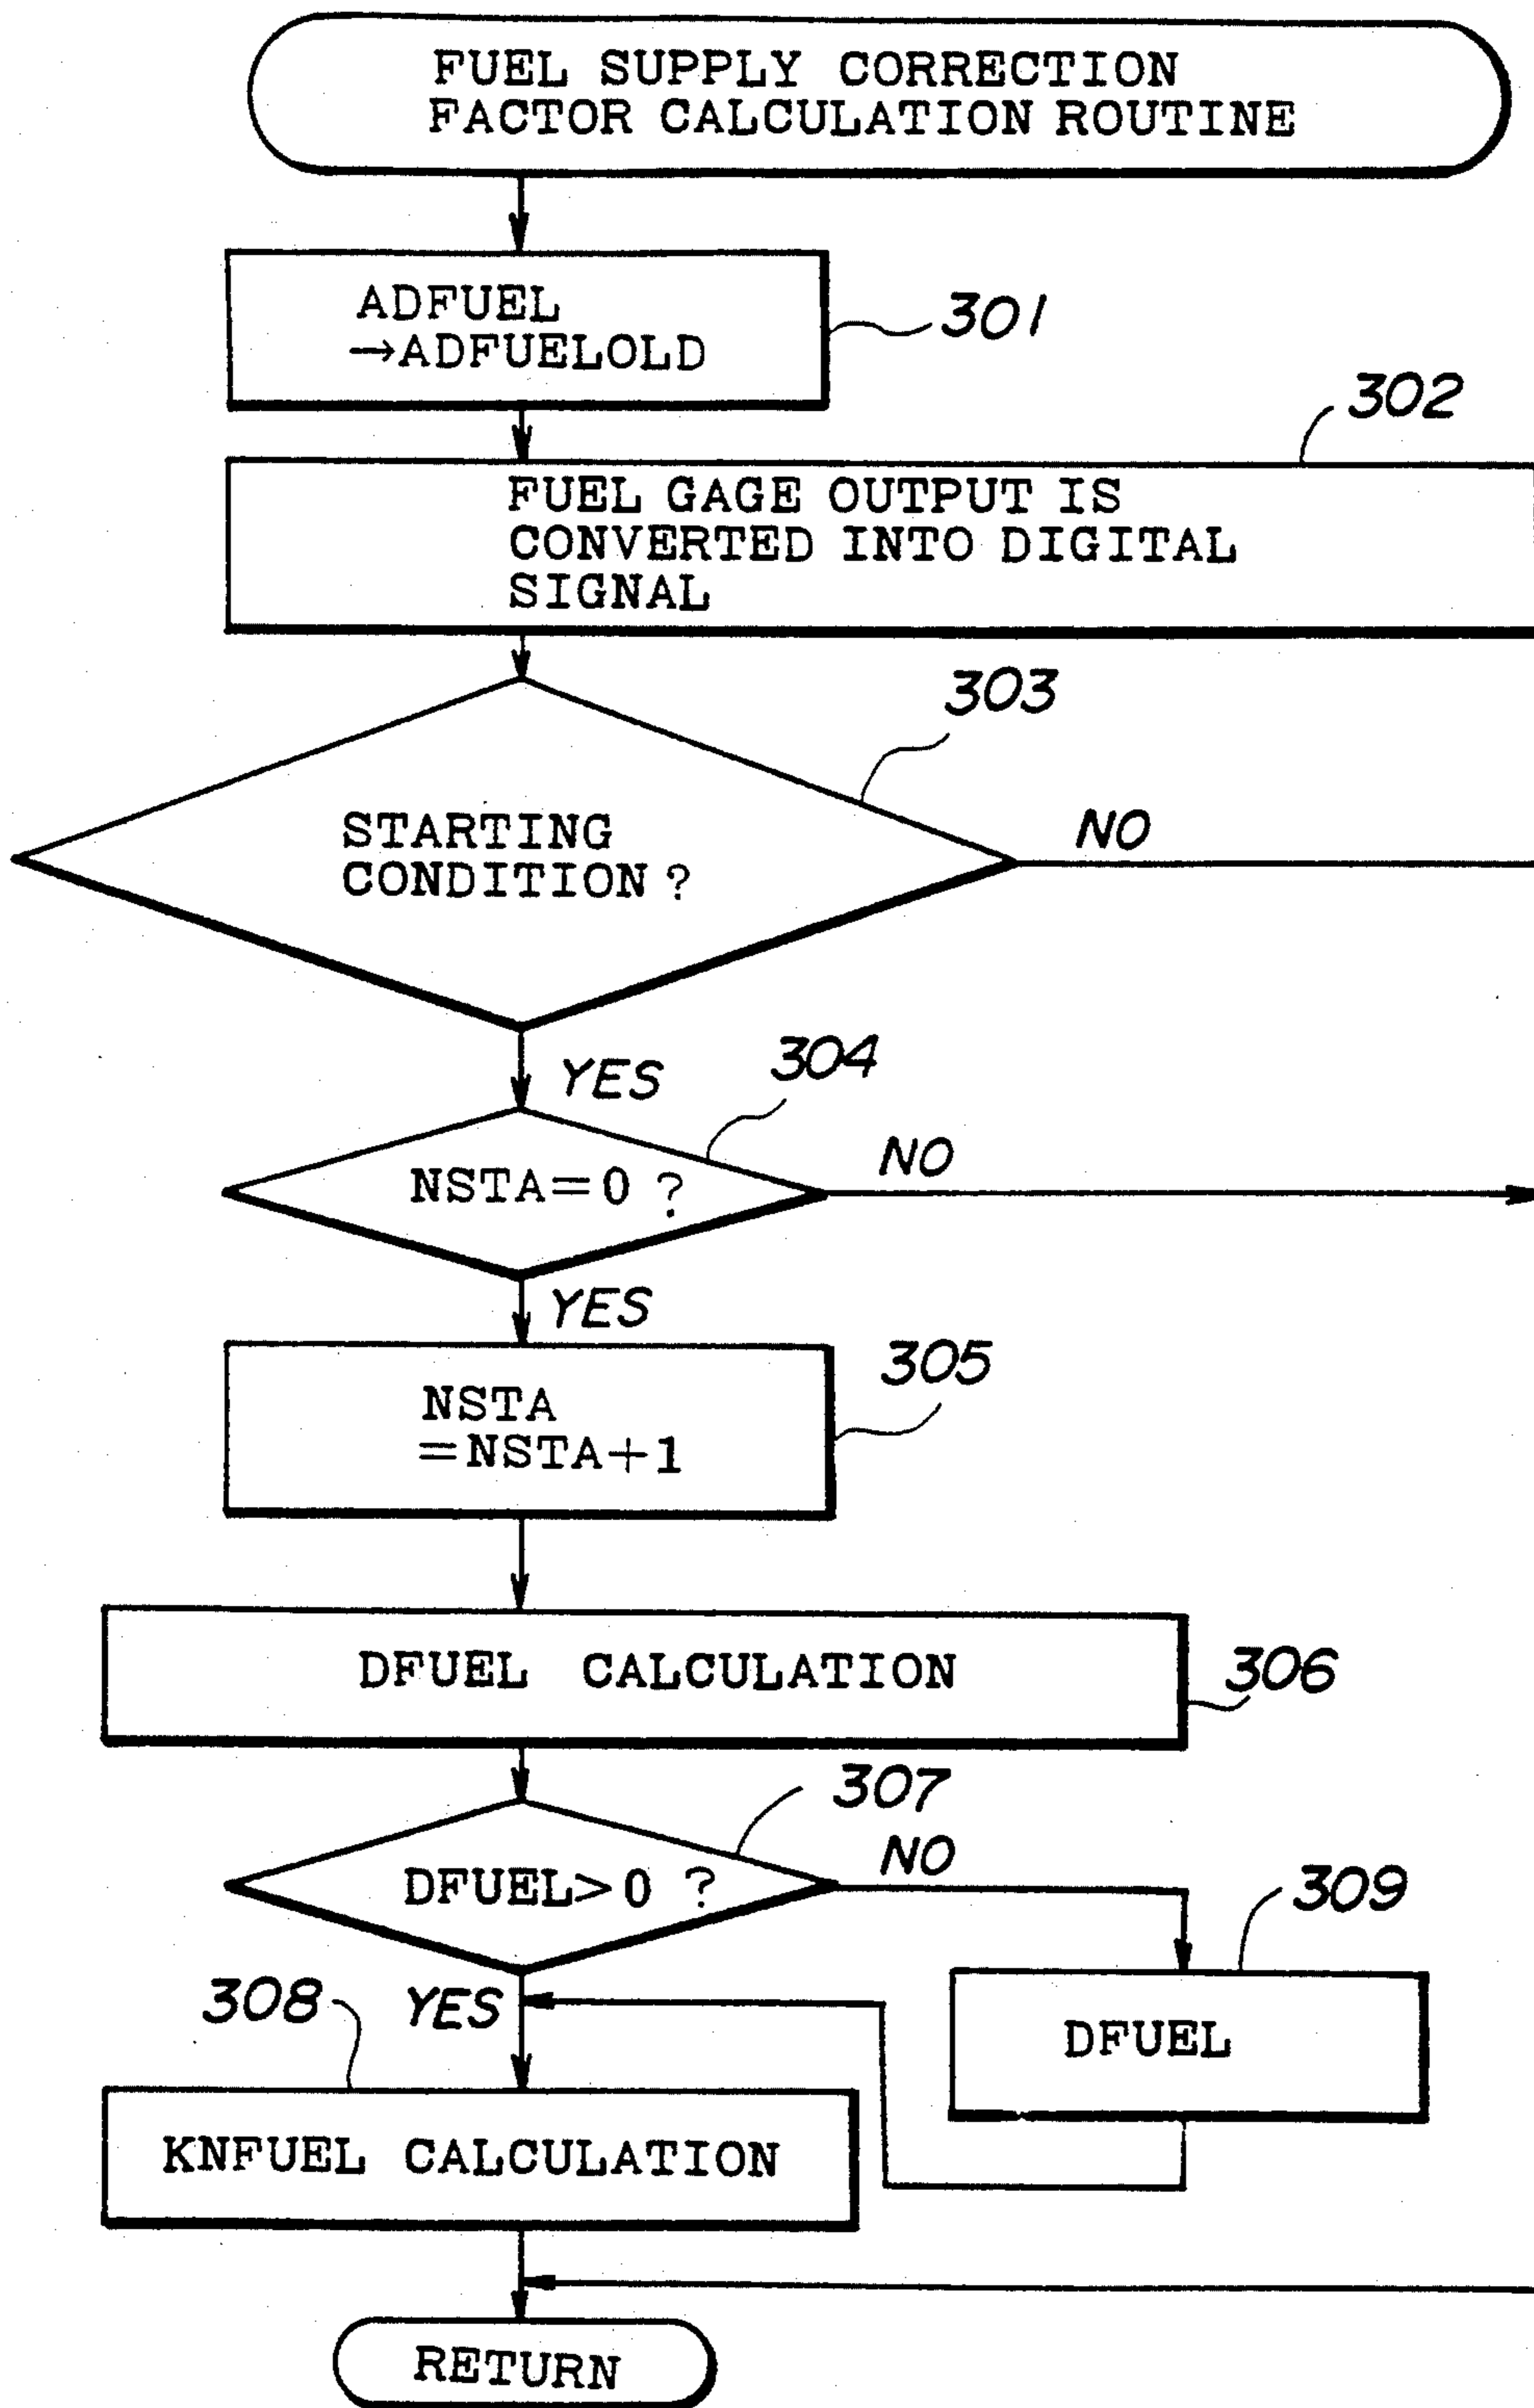 FUEL SUPPLY CORRECTION
FACTOR CALCULATION ROUTINE
ADFUEL
→ADFUELOLD
301
302
FUEL GAGE OUTPUT IS
CONVERTED INTO DIGITAL
SIGNAL
303
STARTING
CONDITION ?
NO
YES
304
NSTA=0 ?
NO
YES
305
NSTA
=NSTA+1
DFUEL CALCULATION
306
307
DFUEL>0 ?
NO
309
308
YES
DFUEL
KNFUEL CALCULATION
RETURN